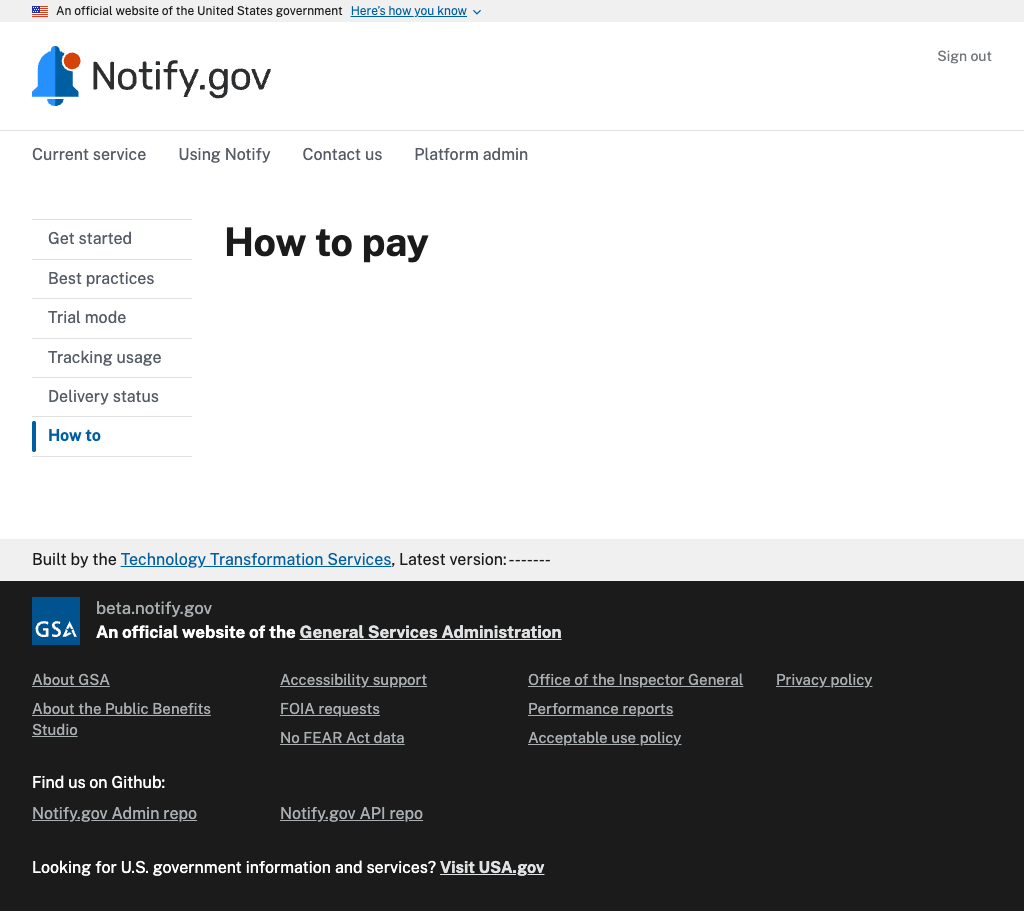 An official website of the United States government Here's how you know
Notify.gov
Sign out
Current service Using Notify Contact us Platform admin
Get started
Best practices
Trial mode
Tracking usage
Delivery status
How to
How to pay
Built by the Technology Transformation Services, Latest version: -------
GSA
beta.notify.gov
An official website of the General Services Administration
About GSA
About the Public Benefits
Studio
Accessibility support
FOIA requests
No FEAR Act data
Office of the Inspector General
Performance reports
Acceptable use policy
Privacy policy
Find us on Github:
Notify.gov Admin repo Notify.gov API repo
Looking for U.S. government information and services? Visit USA.gov